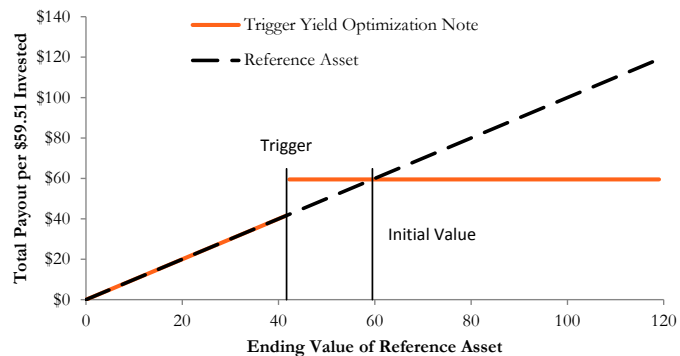 $140
Trigger Yield Optimization Note
$120
Reference Asset
$100
$80
Trigger
$60
$40
Initial Value
$20
$0
0 20 40 60 80 100 120
Total Payout per $59.51 Invested
Ending Value of Reference Asset